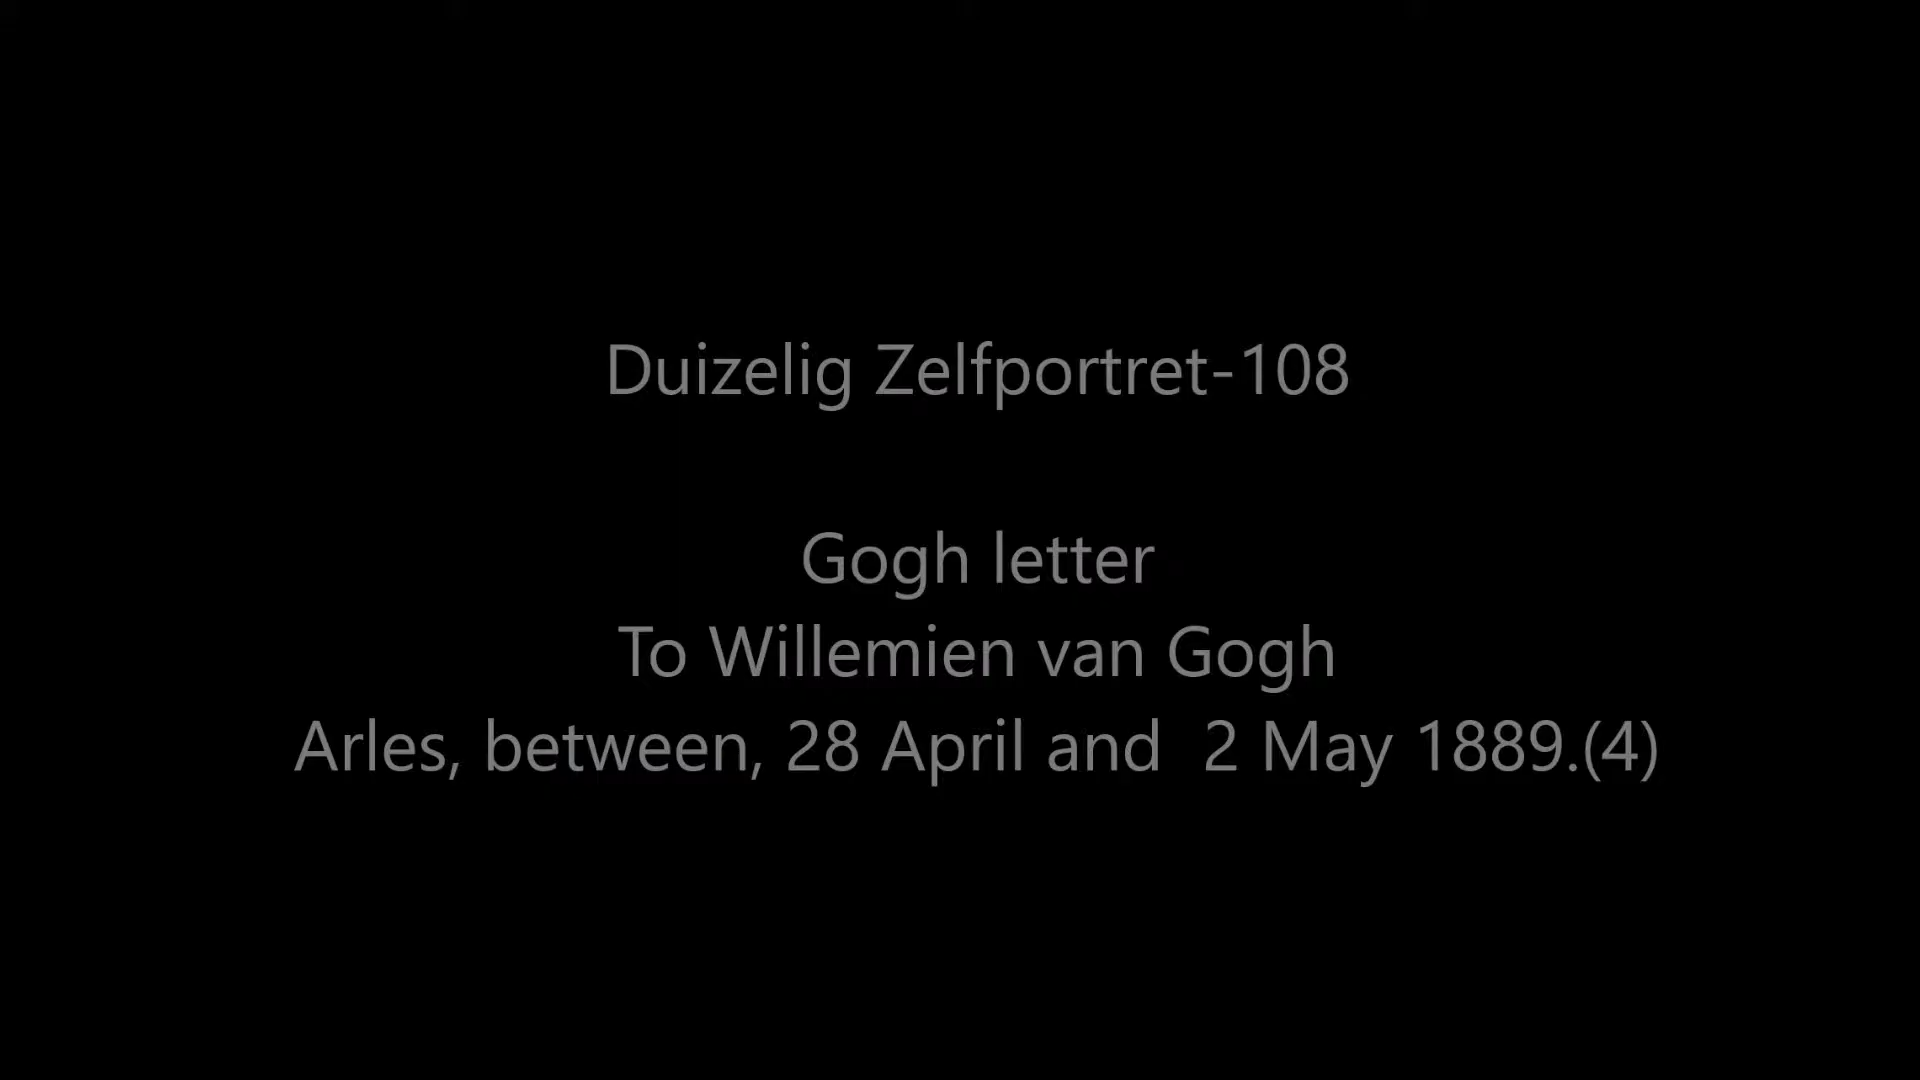 Duizelig Zelfportret-108
Gogh letter
To Willemien van Gogh
Arles, between, 28 April and  2 May 1889.(4)